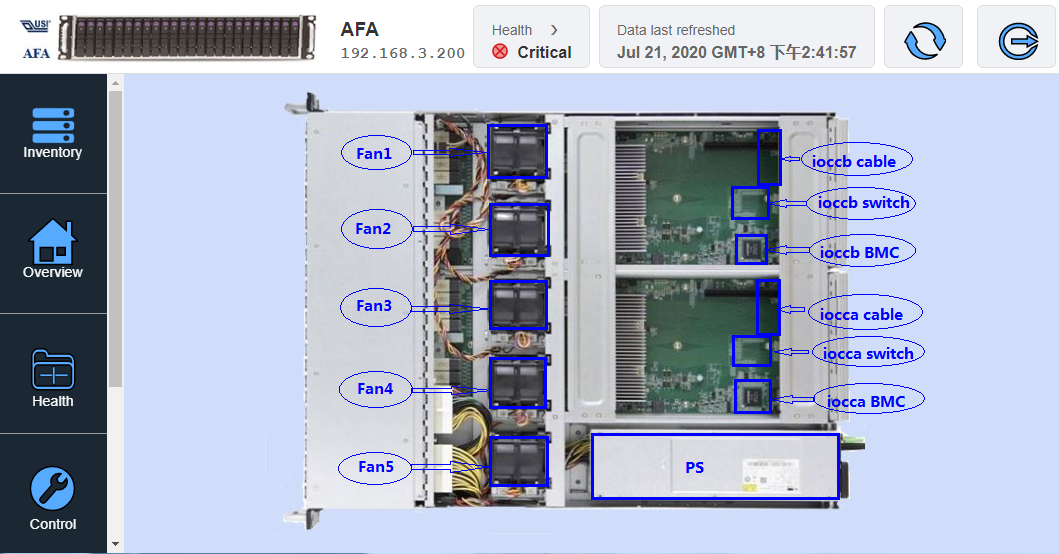 USI
AFA
AFA
192.168.3.200
Health
Critical
Data last refreshed
Jul 21, 2020 GMT+8 下午2:41:57
Inventory
Overview
Health
Control
Fan1
Fan2
Fan3
Fan4
Fan5
ioccb cable
ioccb switch
ioccb BMC
iocca cable
iocca switch
iocca BMC
PS